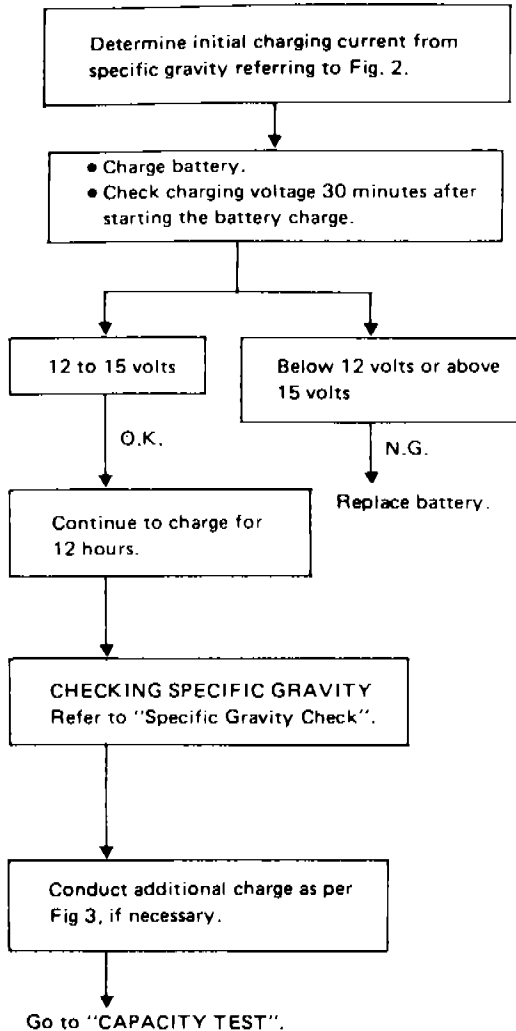 Determine initial charging current from
specific gravity referring to Fig. 2.
• Charge battery.
• Check charging voltage 30 minutes after
starting the battery charge.
12 to 15 volts
Below 12 volts or above
15 volts
O.K.
N.G.
Replace battery.
Continue to charge for
12 hours.
CHECKING SPECIFIC GRAVITY
Refer to "Specific Gravity Check".
Conduct additional charge as per
Fig 3, if necessary.
Go to "CAPACITY TEST".